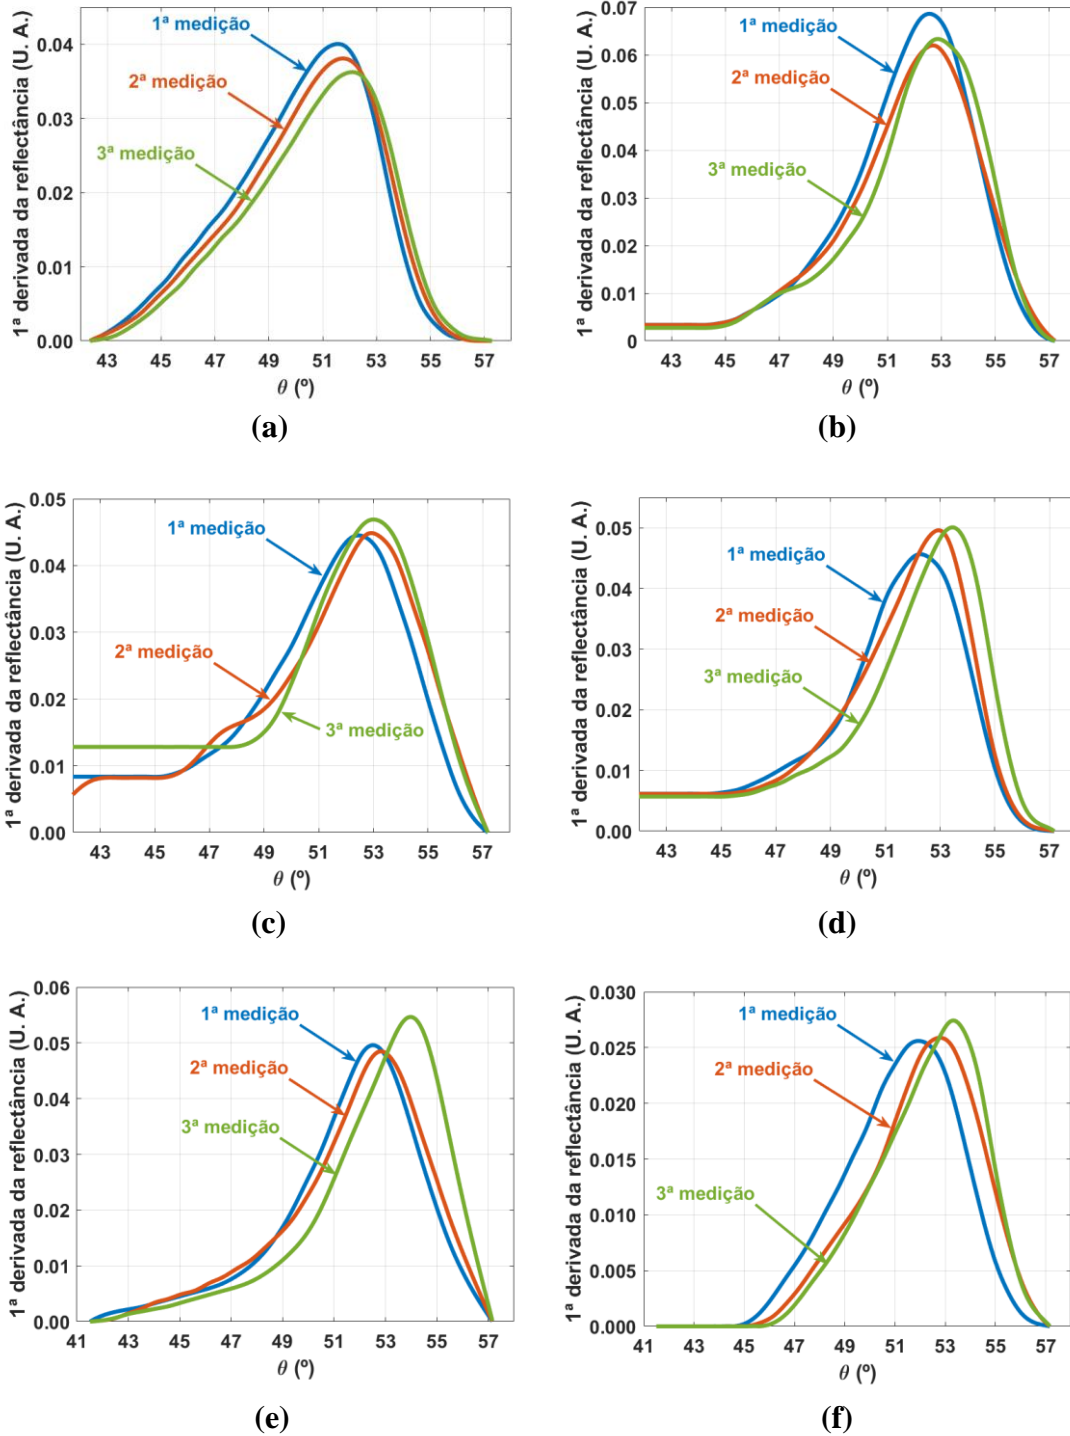 1ª derivada da reflectância (U. A.)
0.04
0.03
0.02
0.01
0.00
1ª medição
2ª medição
3ª medição
43 45 47 49 51 53 55 57
θ (º)
(a)
1ª derivada da reflectância (U. A.)
0.07
0.06
0.05
0.04
0.03
0.02
0.01
0
1ª medição
2ª medição
3ª medição
43 45 47 49 51 53 55 57
θ (º)
(b)
1ª derivada da reflectância (U. A.)
0.05
0.04
0.03
0.02
0.01
0.00
1ª medição
2ª medição
3ª medição
43 45 47 49 51 53 55 57
θ (º)
(c)
1ª derivada da reflectância (U. A.)
0.05
0.04
0.03
0.02
0.01
0.00
1ª medição
2ª medição
3ª medição
43 45 47 49 51 53 55 57
θ (º)
(d)
1ª derivada da reflectância (U. A.)
0.06
0.05
0.04
0.03
0.02
0.01
0.00
1ª medição
2ª medição
3ª medição
41 43 45 47 49 51 53 55 57
θ (º)
(e)
1ª derivada da reflectância (U. A.)
0.030
0.025
0.020
0.015
0.010
0.005
0.000
1ª medição
2ª medição
3ª medição
41 43 45 47 49 51 53 55 57
θ (º)
(f)